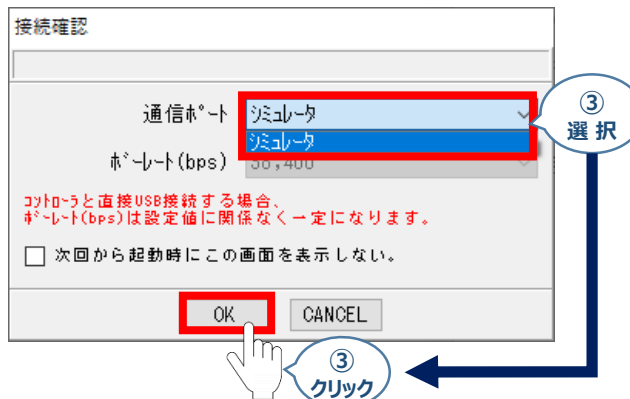 接続確認
通信ﾎﾟｰﾄ
ｼﾐｭﾚｰﾀ
ｼﾐｭﾚｰﾀ
ﾎﾞｰﾚｰﾄ(bps)
38,400
ｺﾝﾄﾛｰﾗと直接USB接続する場合、
ﾎﾞｰﾚｰﾄ(bps)は設定値に関係なく一定になります。
次回から起動時にこの画面を表示しない。
OK
CANCEL
③
選 択
③
クリック